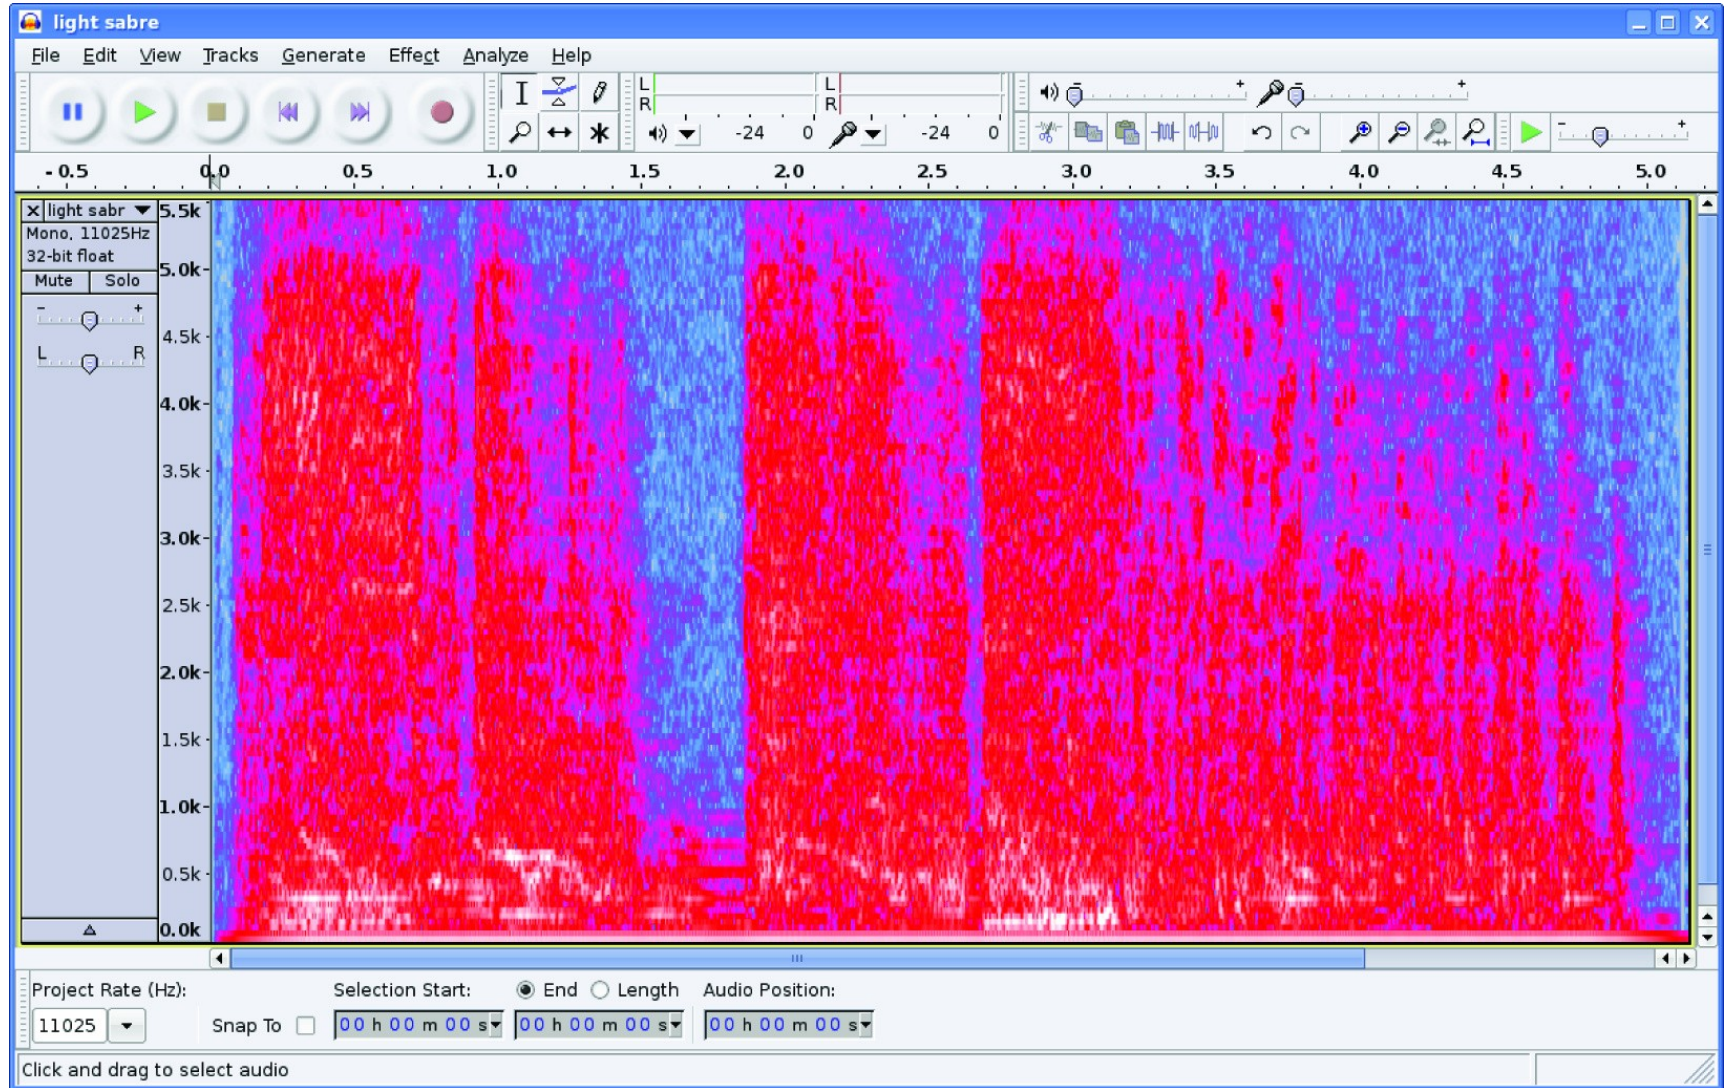 light sabre
File Edit View Tracks Generate Effect Analyze Help
L
R
L
R
-24 0
-24 0
- 0.5 0.0 0.5 1.0 1.5 2.0 2.5 3.0 3.5 4.0 4.5 5.0
light sabr
Mono, 11025Hz
32-bit float
Mute Solo
- +
L R
5.5k
5.0k
4.5k
4.0k
3.5k
3.0k
2.5k
2.0k
1.5k
1.0k
0.5k
0.0k
Project Rate (Hz): Selection Start: End Length Audio Position:
11025 Snap To 00 h 00 m 00 s 00 h 00 m 00 s 00 h 00 m 00 s
Click and drag to select audio